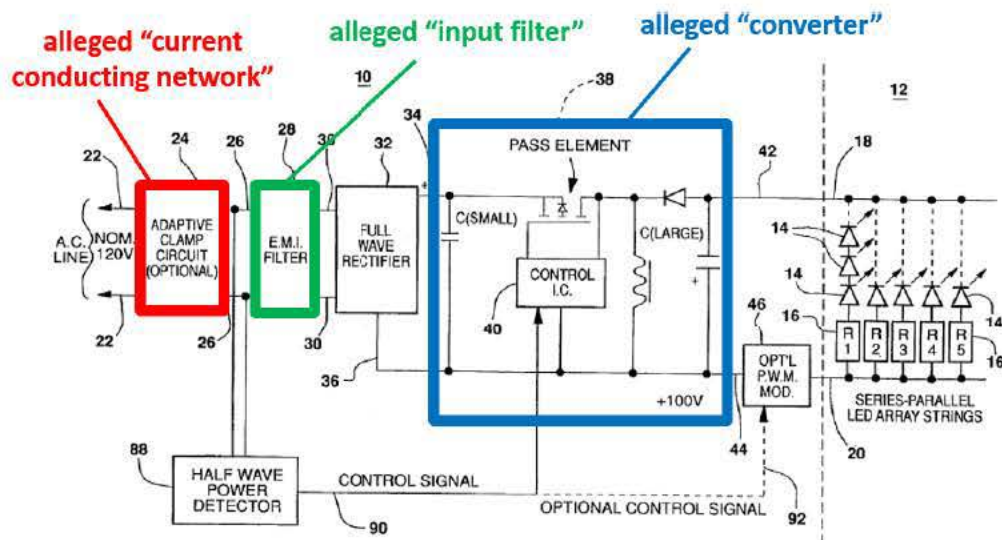 alleged “current
conducting network”
alleged “input filter”
alleged “converter”
10
38
12
34
PASS ELEMENT
24
28
32
42
18
22
26
30
+
A.C.
LINE
NOM.
120V
ADAPTIVE
CLAMP
CIRCUIT
(OPTIONAL)
E.M.I.
FILTER
FULL
WAVE
RECTIFIER
C(SMALL)
C(LARGE)
+
CONTROL
I.C.
40
14
14
14
46
16
R
1
R
2
R
3
R
4
R
5
16
22
26
30
36
OPT'L
P.W.M.
MOD.
+100V
44
20
SERIES-PARALLEL
LED ARRAY STRINGS
88
HALF WAVE
POWER
DETECTOR
CONTROL SIGNAL
90
OPTIONAL CONTROL SIGNAL
92